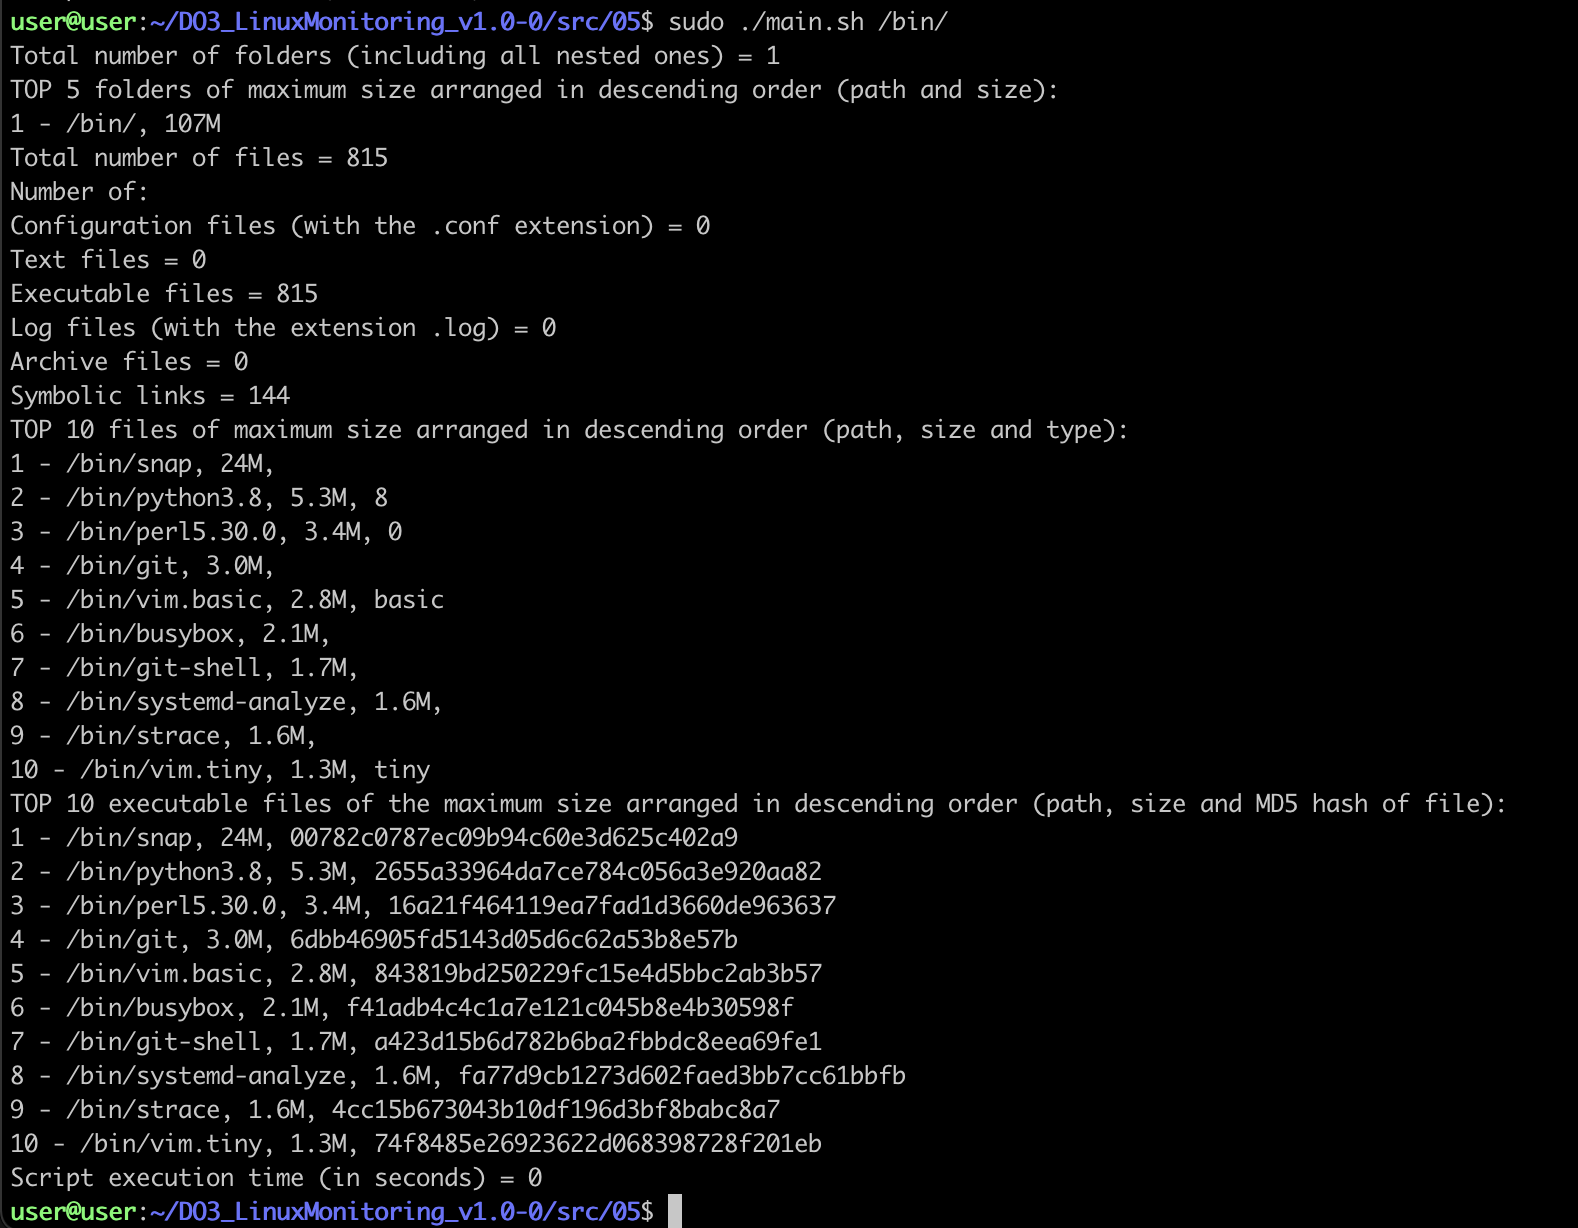 user@user:~/DO3_LinuxMonitoring_v1.0-0/src/05$ sudo ./main.sh /bin/
Total number of folders (including all nested ones) = 1
TOP 5 folders of maximum size arranged in descending order (path and size):
1 - /bin/, 107M
Total number of files = 815
Number of:
Configuration files (with the .conf extension) = 0
Text files = 0
Executable files = 815
Log files (with the extension .log) = 0
Archive files = 0
Symbolic links = 144
TOP 10 files of maximum size arranged in descending order (path, size and type):
1 - /bin/snap, 24M,
2 - /bin/python3.8, 5.3M, 8
3 - /bin/perl5.30.0, 3.4M, 0
4 - /bin/git, 3.0M,
5 - /bin/vim.basic, 2.8M, basic
6 - /bin/busybox, 2.1M,
7 - /bin/git-shell, 1.7M,
8 - /bin/systemd-analyze, 1.6M,
9 - /bin/strace, 1.6M,
10 - /bin/vim.tiny, 1.3M, tiny
TOP 10 executable files of the maximum size arranged in descending order (path, size and MD5 hash of file):
1 - /bin/snap, 24M, 00782c0787ec09b94c60e3d625c402a9
2 - /bin/python3.8, 5.3M, 2655a33964da7ce784c056a3e920aa82
3 - /bin/perl5.30.0, 3.4M, 16a21f464119ea7fad1d3660de963637
4 - /bin/git, 3.0M, 6dbb46905fd5143d05d6c62a53b8e57b
5 - /bin/vim.basic, 2.8M, 843819bd250229fc15e4d5bbc2ab3b57
6 - /bin/busybox, 2.1M, f41adb4c4c1a7e121c045b8e4b30598f
7 - /bin/git-shell, 1.7M, a423d15b6d782b6ba2fbbdc8eea69fe1
8 - /bin/systemd-analyze, 1.6M, fa77d9cb1273d602faed3bb7cc61bbfb
9 - /bin/strace, 1.6M, 4cc15b673043b10df196d3bf8babc8a7
10 - /bin/vim.tiny, 1.3M, 74f8485e26923622d068398728f201eb
Script execution time (in seconds) = 0
user@user:~/DO3_LinuxMonitoring_v1.0-0/src/05$